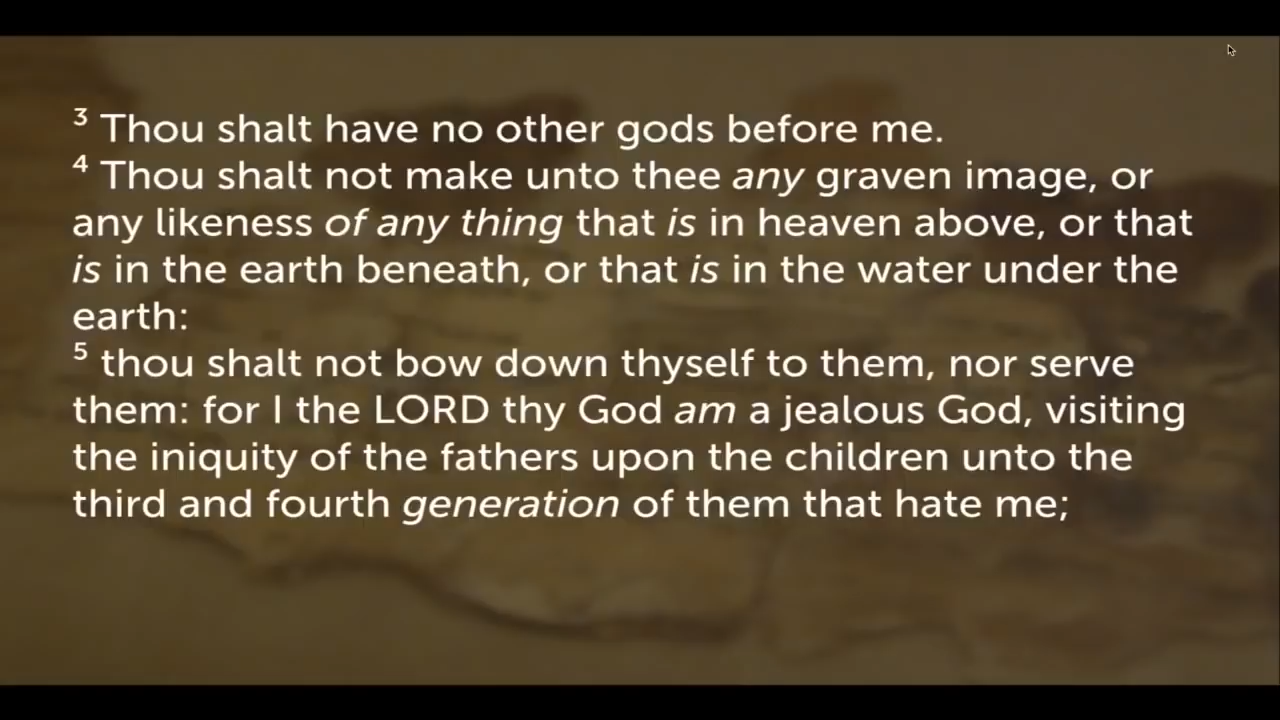 3 Thou shalt have no other gods before me.
4 Thou shalt not make unto thee any graven image, or
any likeness of any thing that is in heaven above, or that
is in the earth beneath, or that is in the water under the
earth:
5 thou shalt not bow down thyself to them, nor serve
them: for I the LORD thy God am a jealous God, visiting
the iniquity of the fathers upon the children unto the
third and fourth generation of them that hate me;